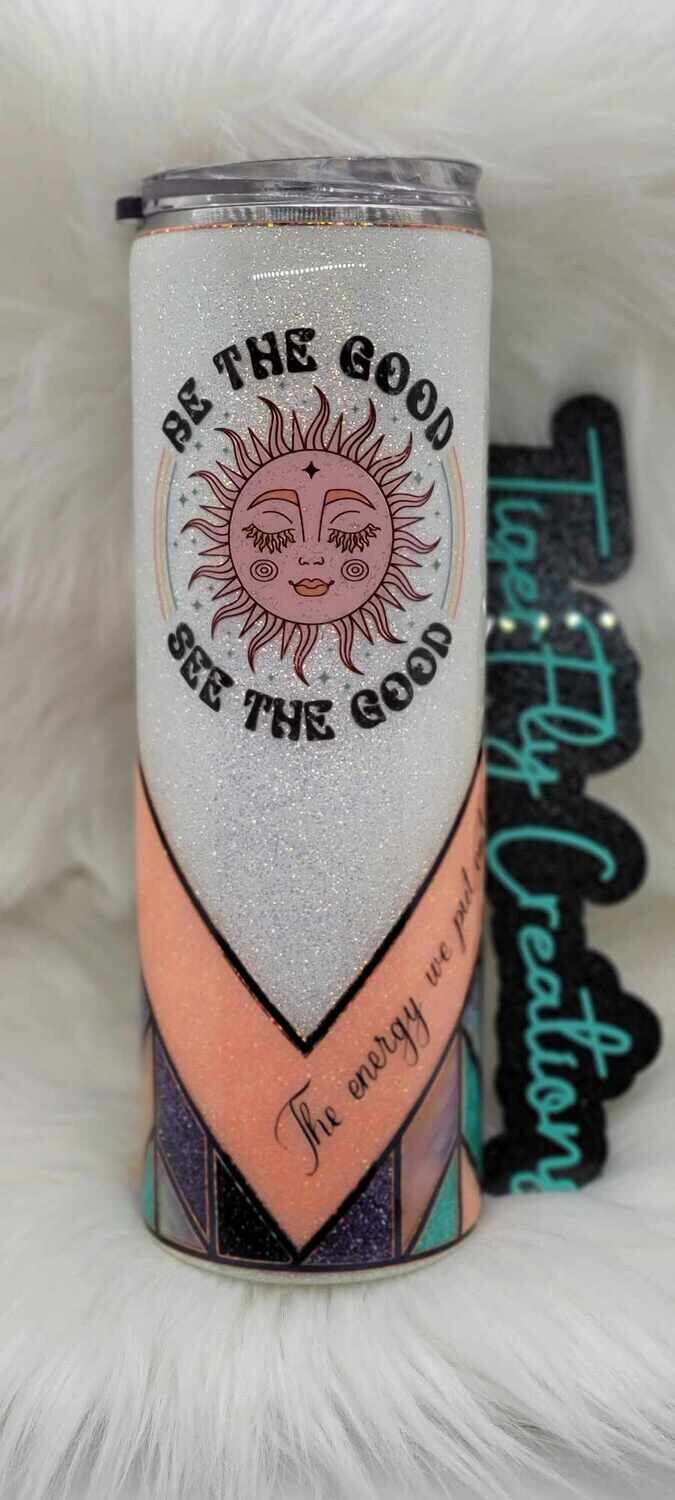 BE THE GOOD
SEE THE GOOD
The energy we put
TigerFly Creations